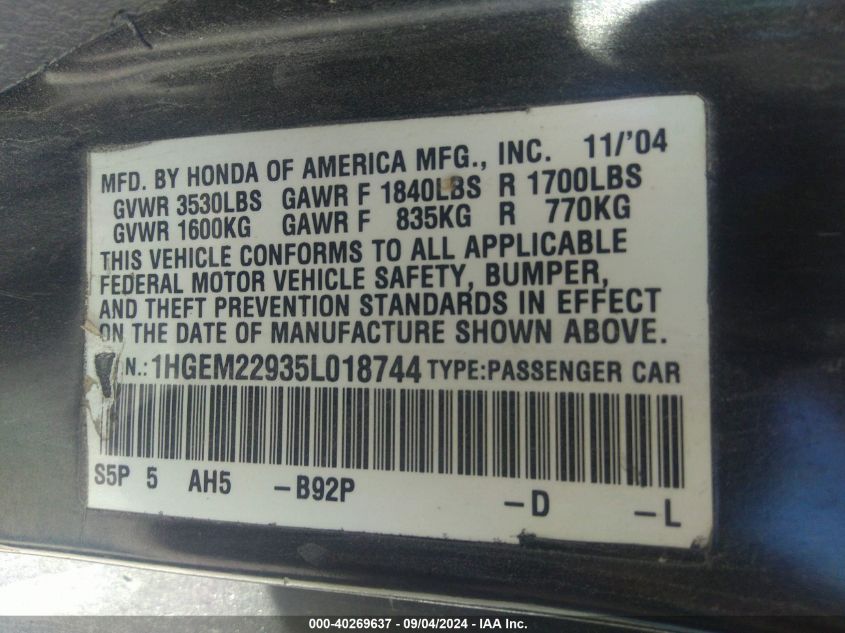 MFD. BY HONDA OF AMERICA MFG., INC. 11/'04
GVWR 3530LBS GAWR F 1840LBS R 1700LBS
GVWR 1600KG GAWR F 835KG R 770KG
THIS VEHICLE CONFORMS TO ALL APPLICABLE
FEDERAL MOTOR VEHICLE SAFETY, BUMPER,
AND THEFT PREVENTION STANDARDS IN EFFECT
ON THE DATE OF MANUFACTURE SHOWN ABOVE.
N.: 1HGEM22935L018744 TYPE:PASSENGER CAR
S5P 5 AH5 -B92P -D -L
000-40269637 - 09/04/2024 - IAA Inc.